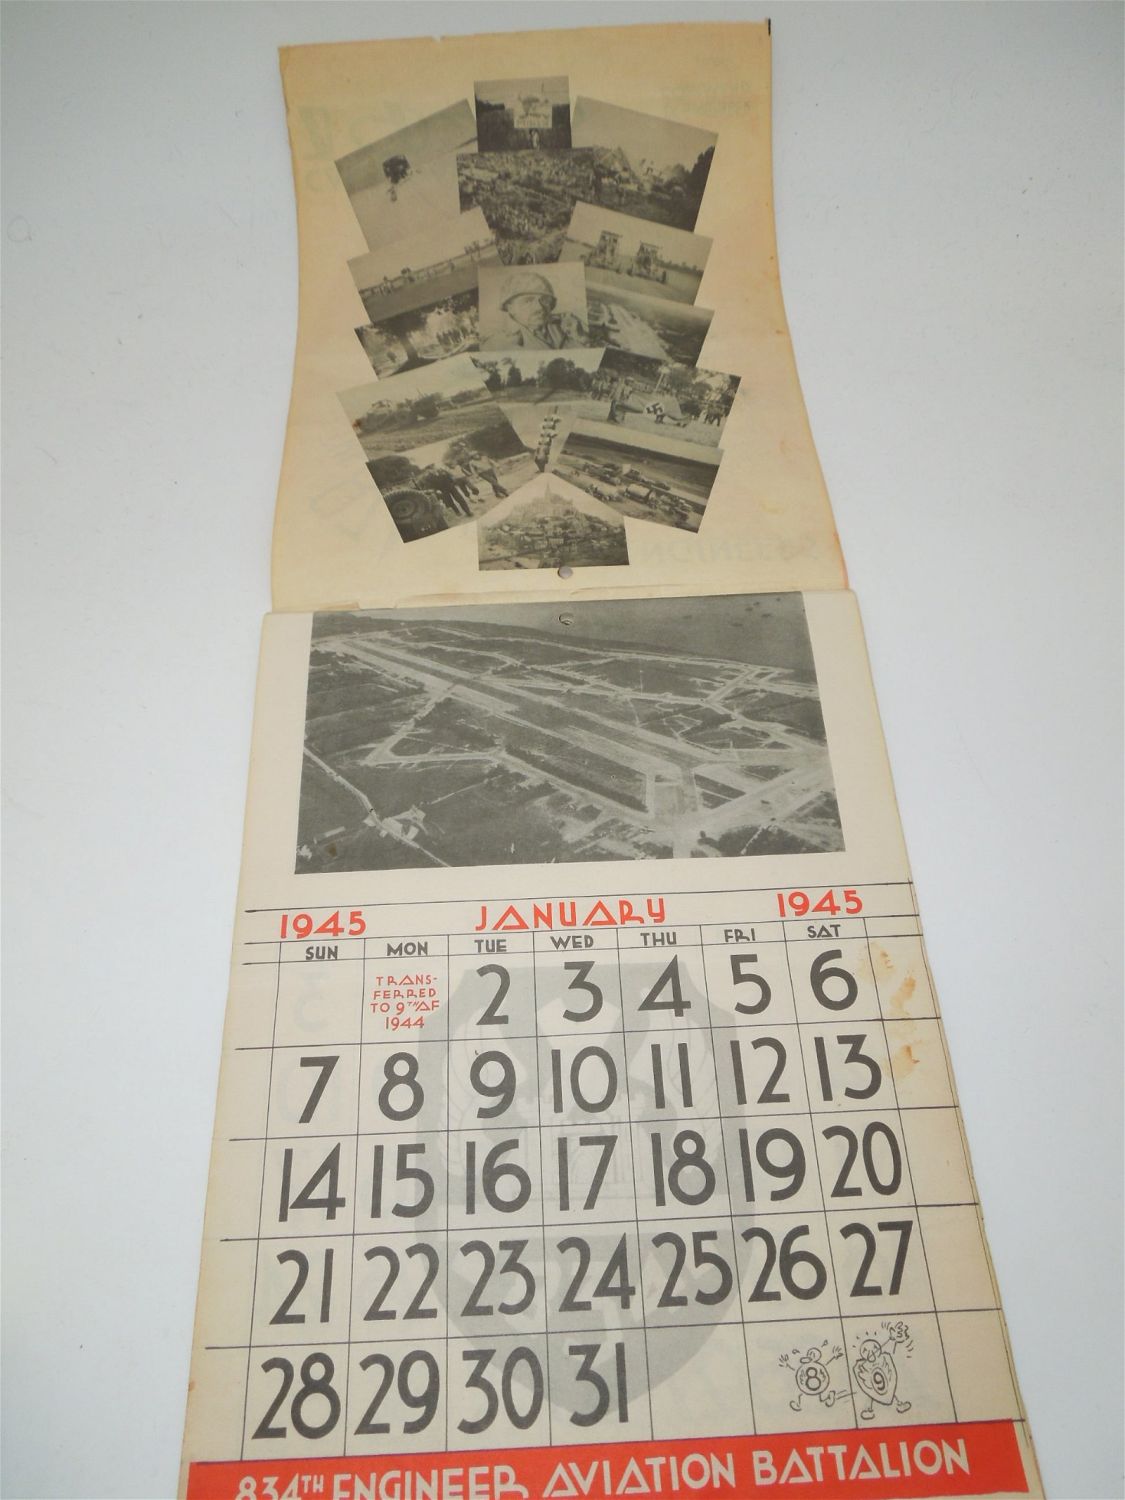 1945 JANUARY 1945
SUN MON TUE WED THU FRI SAT
TRANS-
FERRED
TO 9TH AF
1944
2 3 4 5 6
7 8 9 10 11 12 13
14 15 16 17 18 19 20
21 22 23 24 25 26 27
28 29 30 31
8 9
834TH ENGINEER AVIATION BATTALION